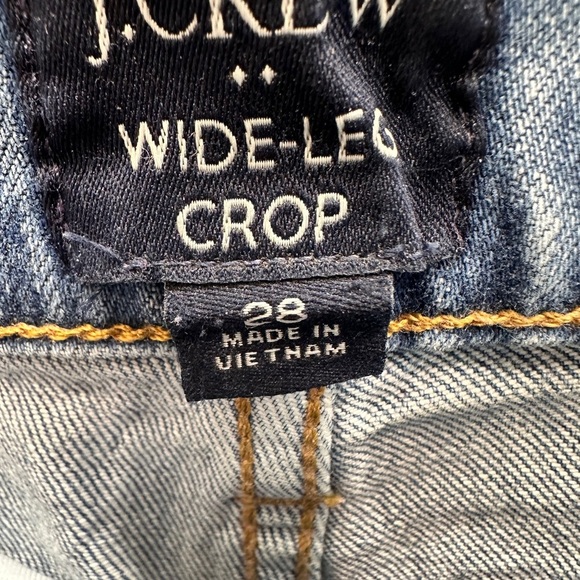 J.CREW
WIDE-LEG
CROP
28
MADE IN
VIETNAM